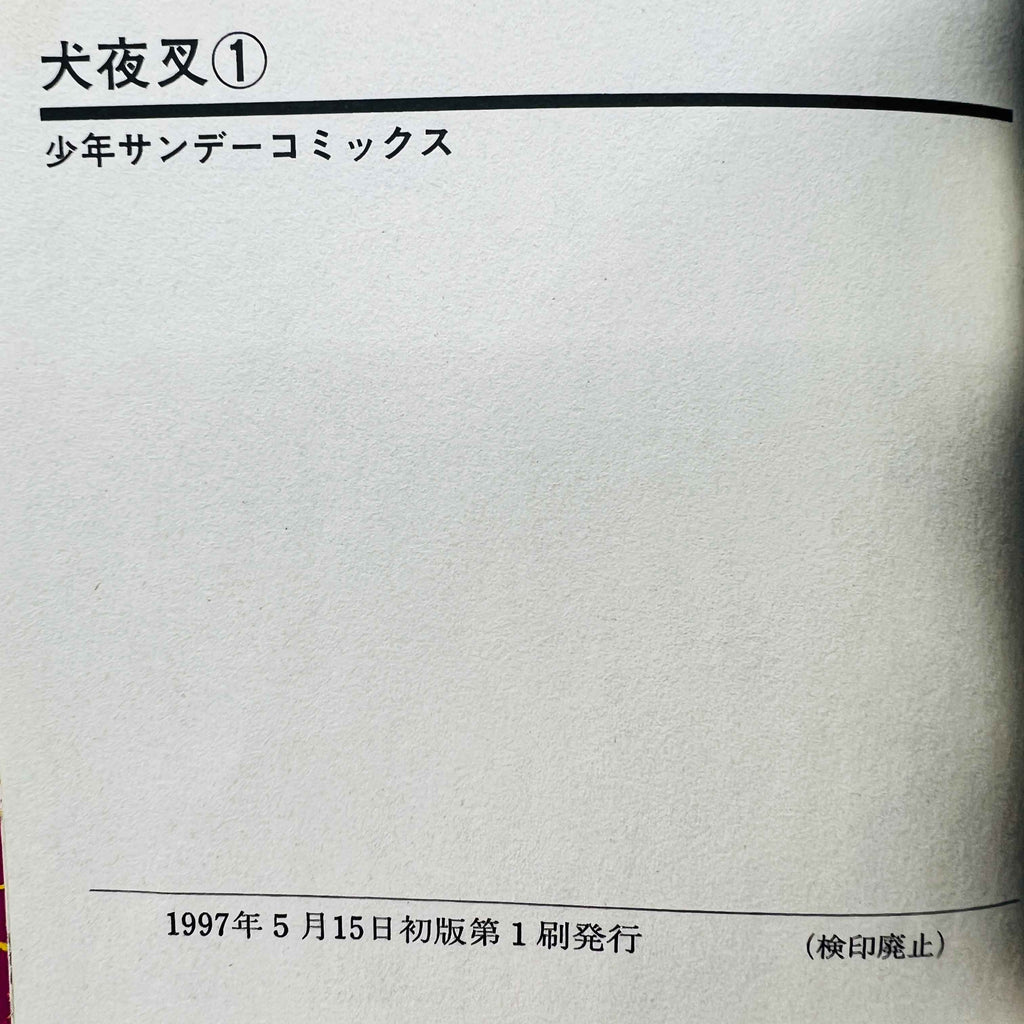 犬夜叉①
少年サンデーコミックス
1997年5月15日初版第1刷発行
(検印廃止)